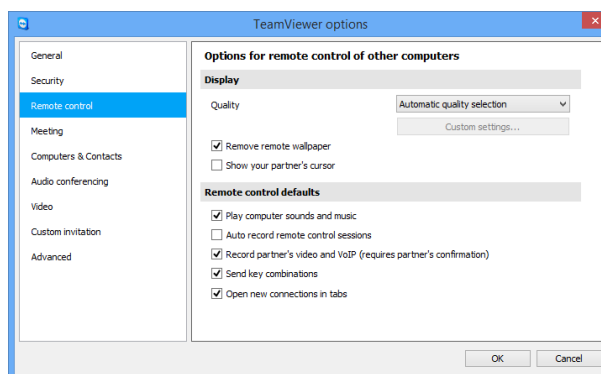 TeamViewer options
General
Security
Remote control
Meeting
Computers & Contacts
Audio conferencing
Video
Custom invitation
Advanced
Options for remote control of other computers
Display
Quality
Automatic quality selection
Custom settings...
Remove remote wallpaper
Show your partner's cursor
Remote control defaults
Play computer sounds and music
Auto record remote control sessions
Record partner's video and VoIP (requires partner's confirmation)
Send key combinations
Open new connections in tabs
OK Cancel